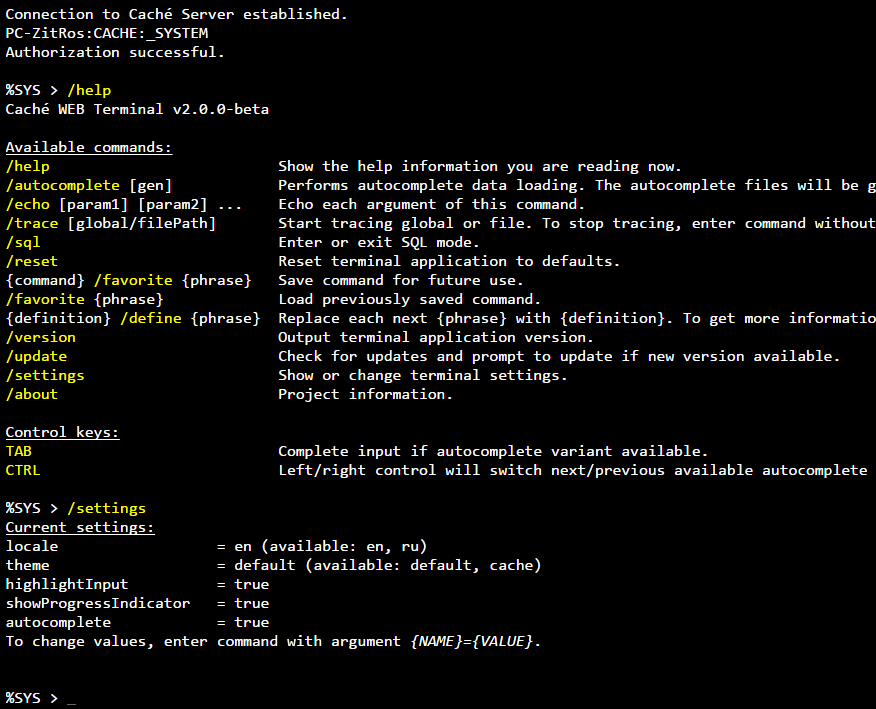 Connection to Caché Server established.
PC-ZitRos:CACHE:_SYSTEM
Authorization successful.
%SYS > /help
Caché WEB Terminal v2.0.0-beta
Available commands:
/help Show the help information you are reading now.
/autocomplete [gen] Performs autocomplete data loading. The autocomplete files will be g
/echo [param1] [param2] ... Echo each argument of this command.
/trace [global/filePath] Start tracing global or file. To stop tracing, enter command without
/sql Enter or exit SQL mode.
/reset Reset terminal application to defaults.
{command} /favorite {phrase} Save command for future use.
/favorite {phrase} Load previously saved command.
{definition} /define {phrase} Replace each next {phrase} with {definition}. To get more informatio
/version Output terminal application version.
/update Check for updates and prompt to update if new version available.
/settings Show or change terminal settings.
/about Project information.
Control keys:
TAB Complete input if autocomplete variant available.
CTRL Left/right control will switch next/previous available autocomplete
%SYS > /settings
Current settings:
locale = en (available: en, ru)
theme = default (available: default, cache)
highlightInput = true
showProgressIndicator = true
autocomplete = true
To change values, enter command with argument {NAME}={VALUE}.
%SYS > _